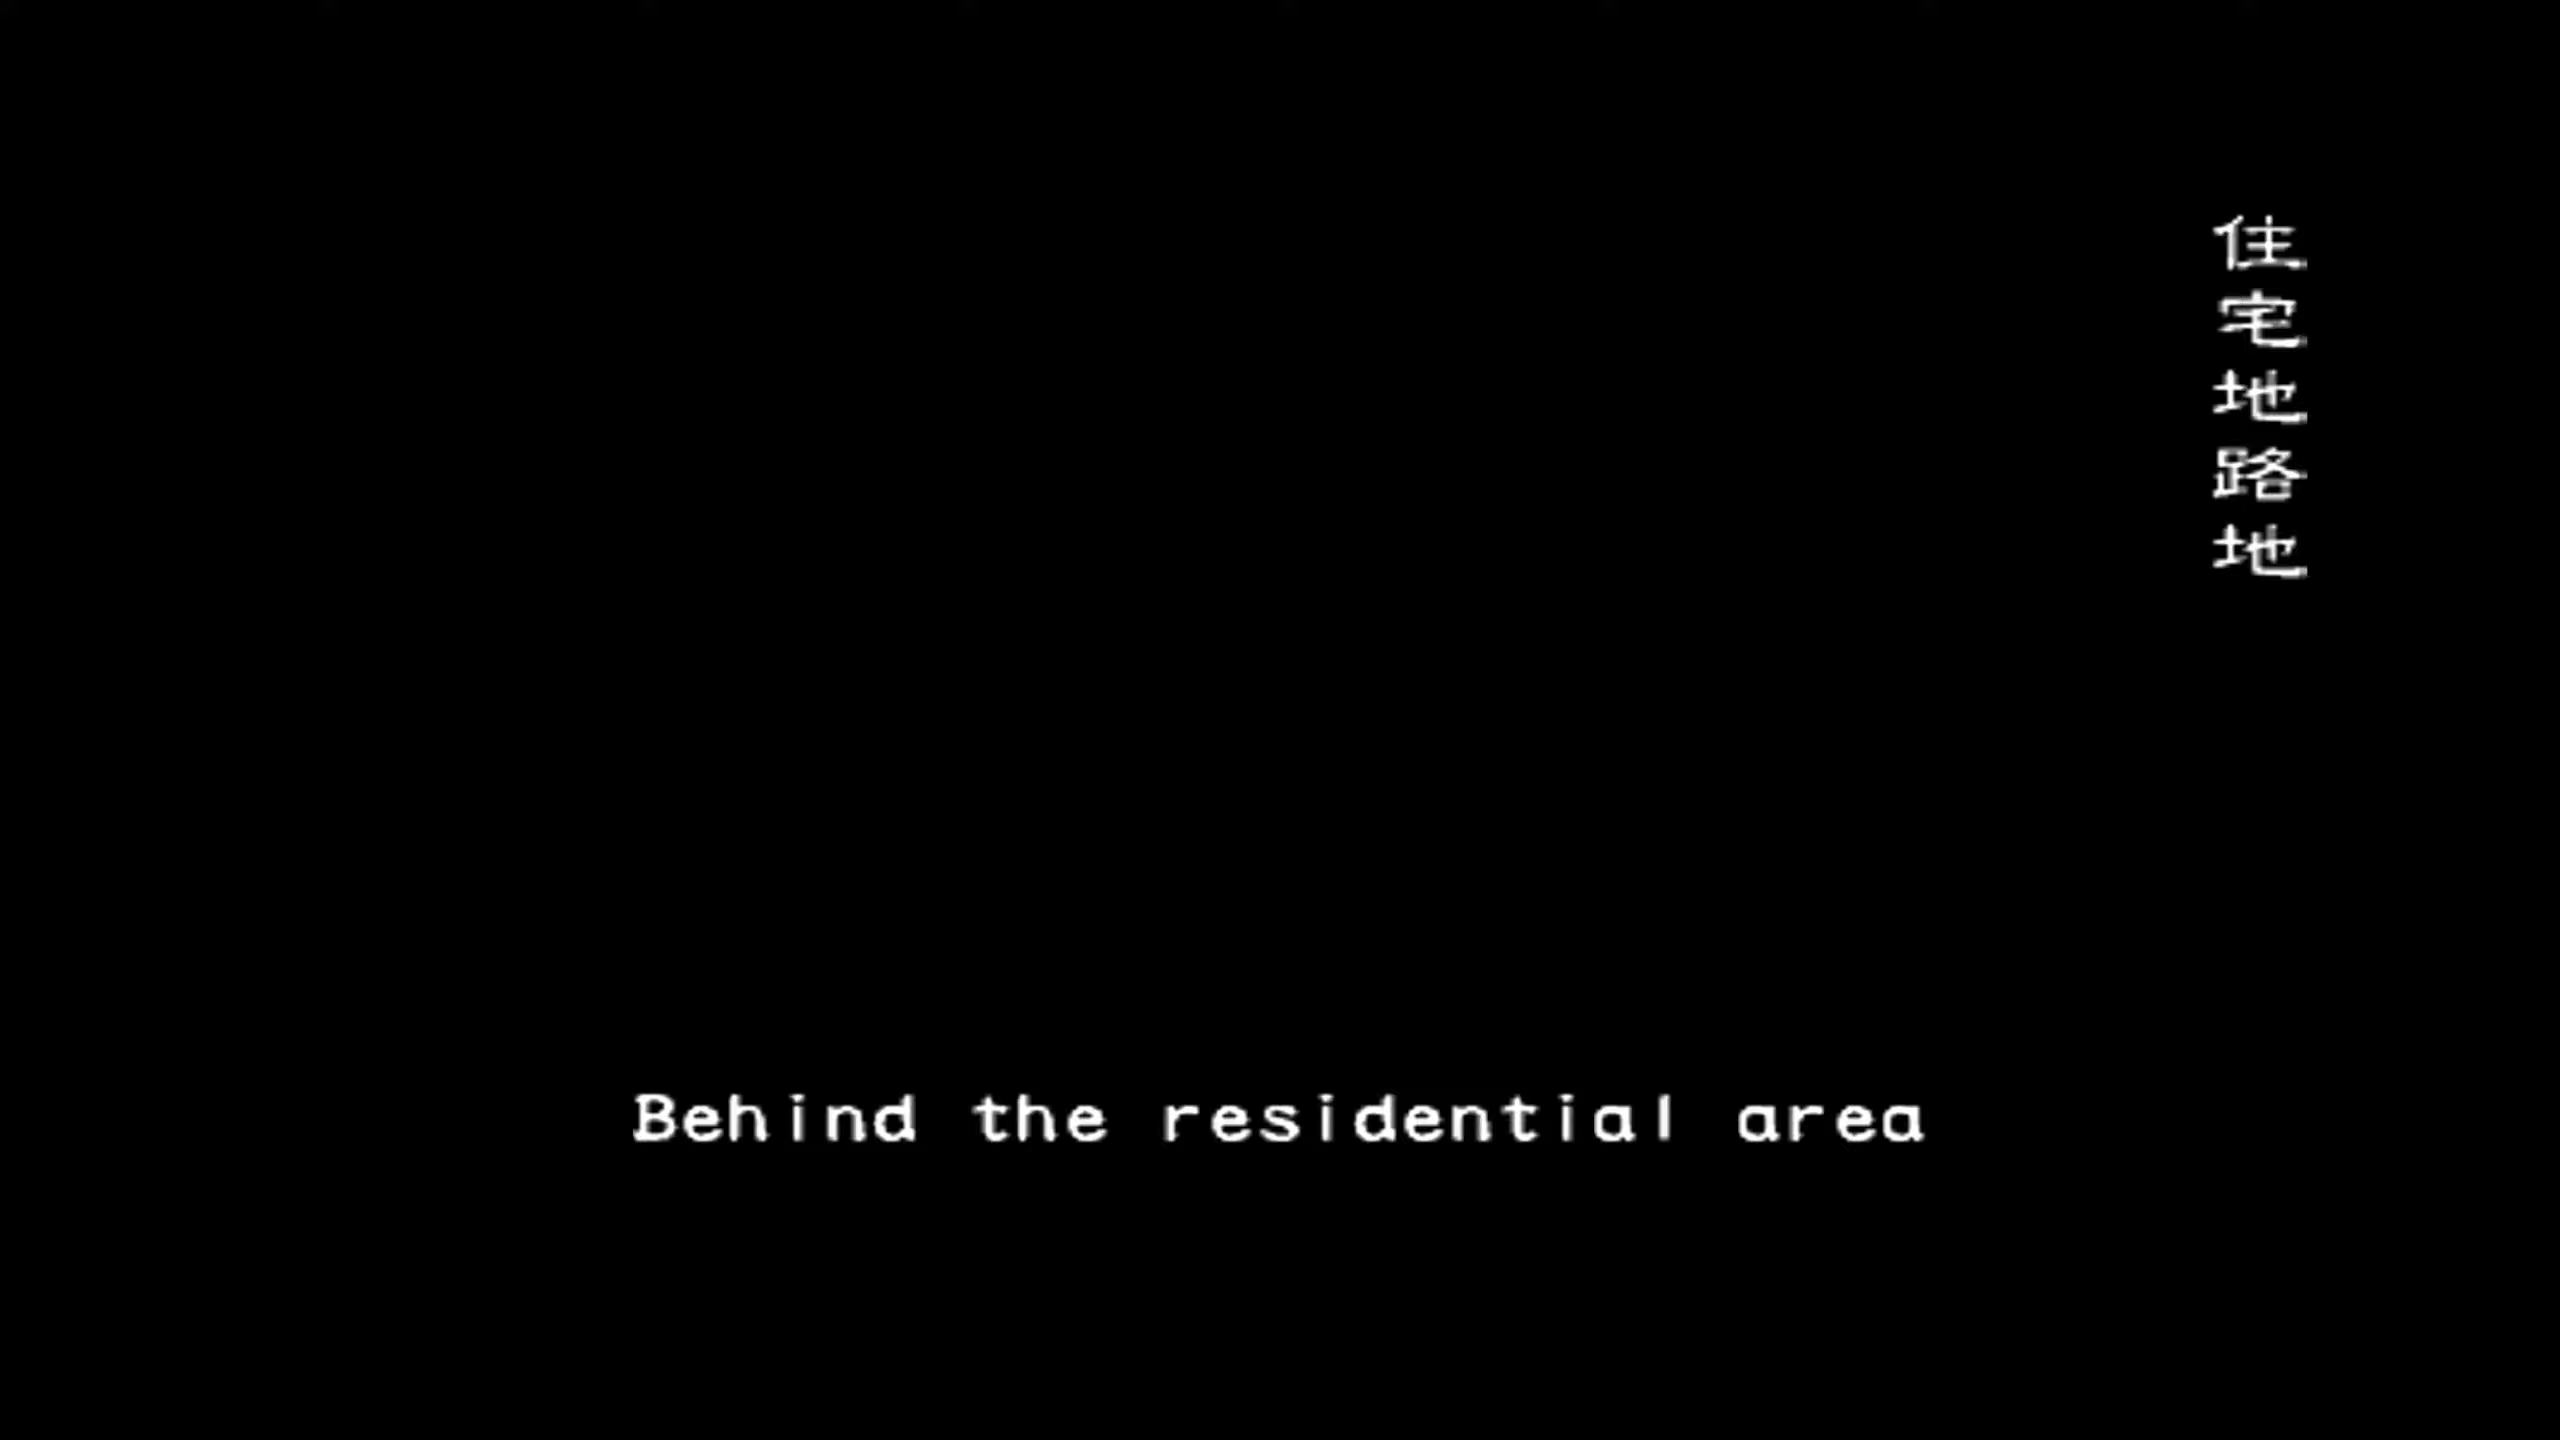 住宅地路地
Behind the residential area